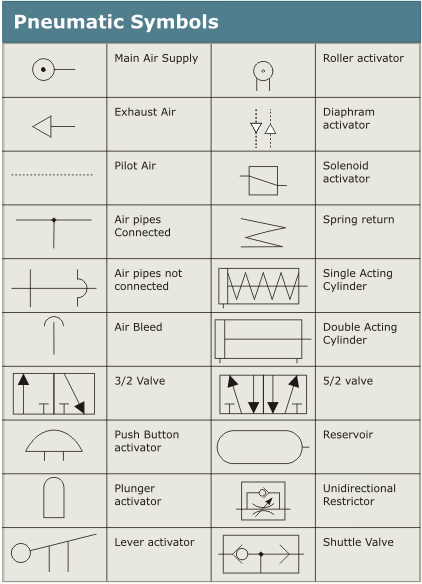 Pneumatic Symbols
Main Air Supply
Roller activator
Exhaust Air
Diaphram
activator
Pilot Air
Solenoid
activator
Air pipes
Connected
Spring return
Air pipes not
connected
Single Acting
Cylinder
Air Bleed
Double Acting
Cylinder
3/2 Valve
5/2 valve
Push Button
activator
Reservoir
Plunger
activator
Unidirectional
Restrictor
Lever activator
Shuttle Valve